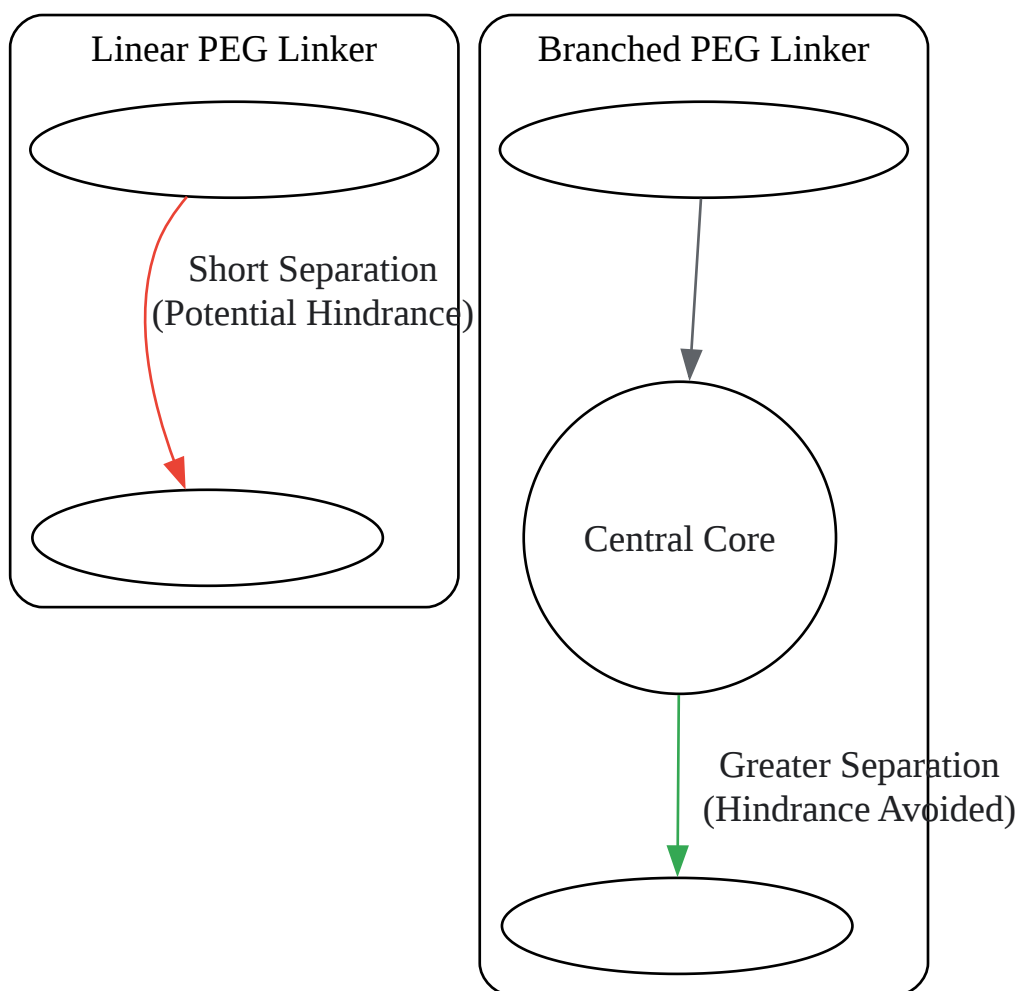 Linear PEG Linker
Short Separation
(Potential Hindrance)
Branched PEG Linker
Central Core
Greater Separation
(Hindrance Avoided)